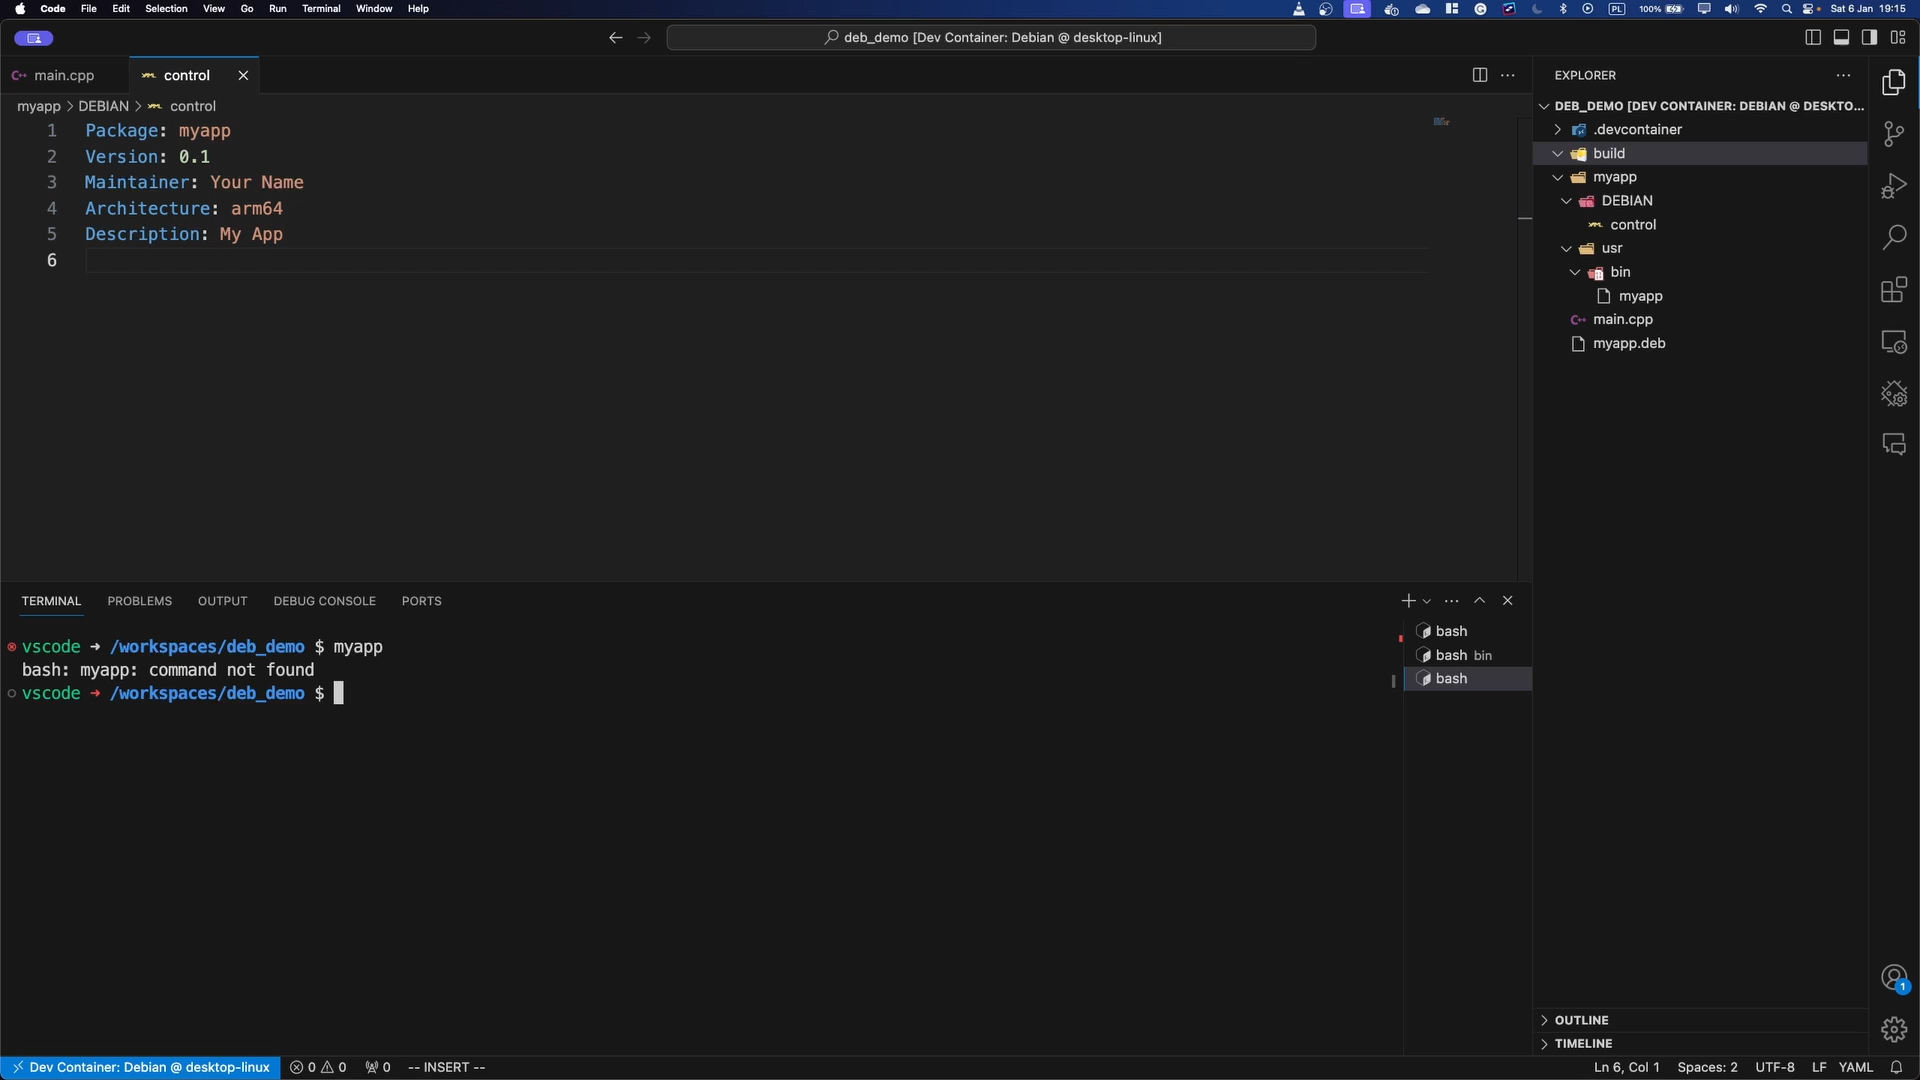 Code File Edit Selection View Go Run Terminal Window Help PL 100% Sat 6 Jan 19:15
deb_demo [Dev Container: Debian @ desktop-linux]
main.cpp control
EXPLORER
myapp > DEBIAN > control
DEB_DEMO [DEV CONTAINER: DEBIAN @ DESKTO...
1 Package: myapp
2 Version: 0.1
3 Maintainer: Your Name
4 Architecture: arm64
5 Description: My App
6
.devcontainer
build
myapp
DEBIAN
control
usr
bin
myapp
main.cpp
myapp.deb
TERMINAL PROBLEMS OUTPUT DEBUG CONSOLE PORTS
vscode ➜ /workspaces/deb_demo $ myapp
bash: myapp: command not found
vscode ➜ /workspaces/deb_demo $
bash
bash bin
bash
1
OUTLINE
TIMELINE
Dev Container: Debian @ desktop-linux 0 0 0 -- INSERT -- Ln 6, Col 1 Spaces: 2 UTF-8 LF YAML